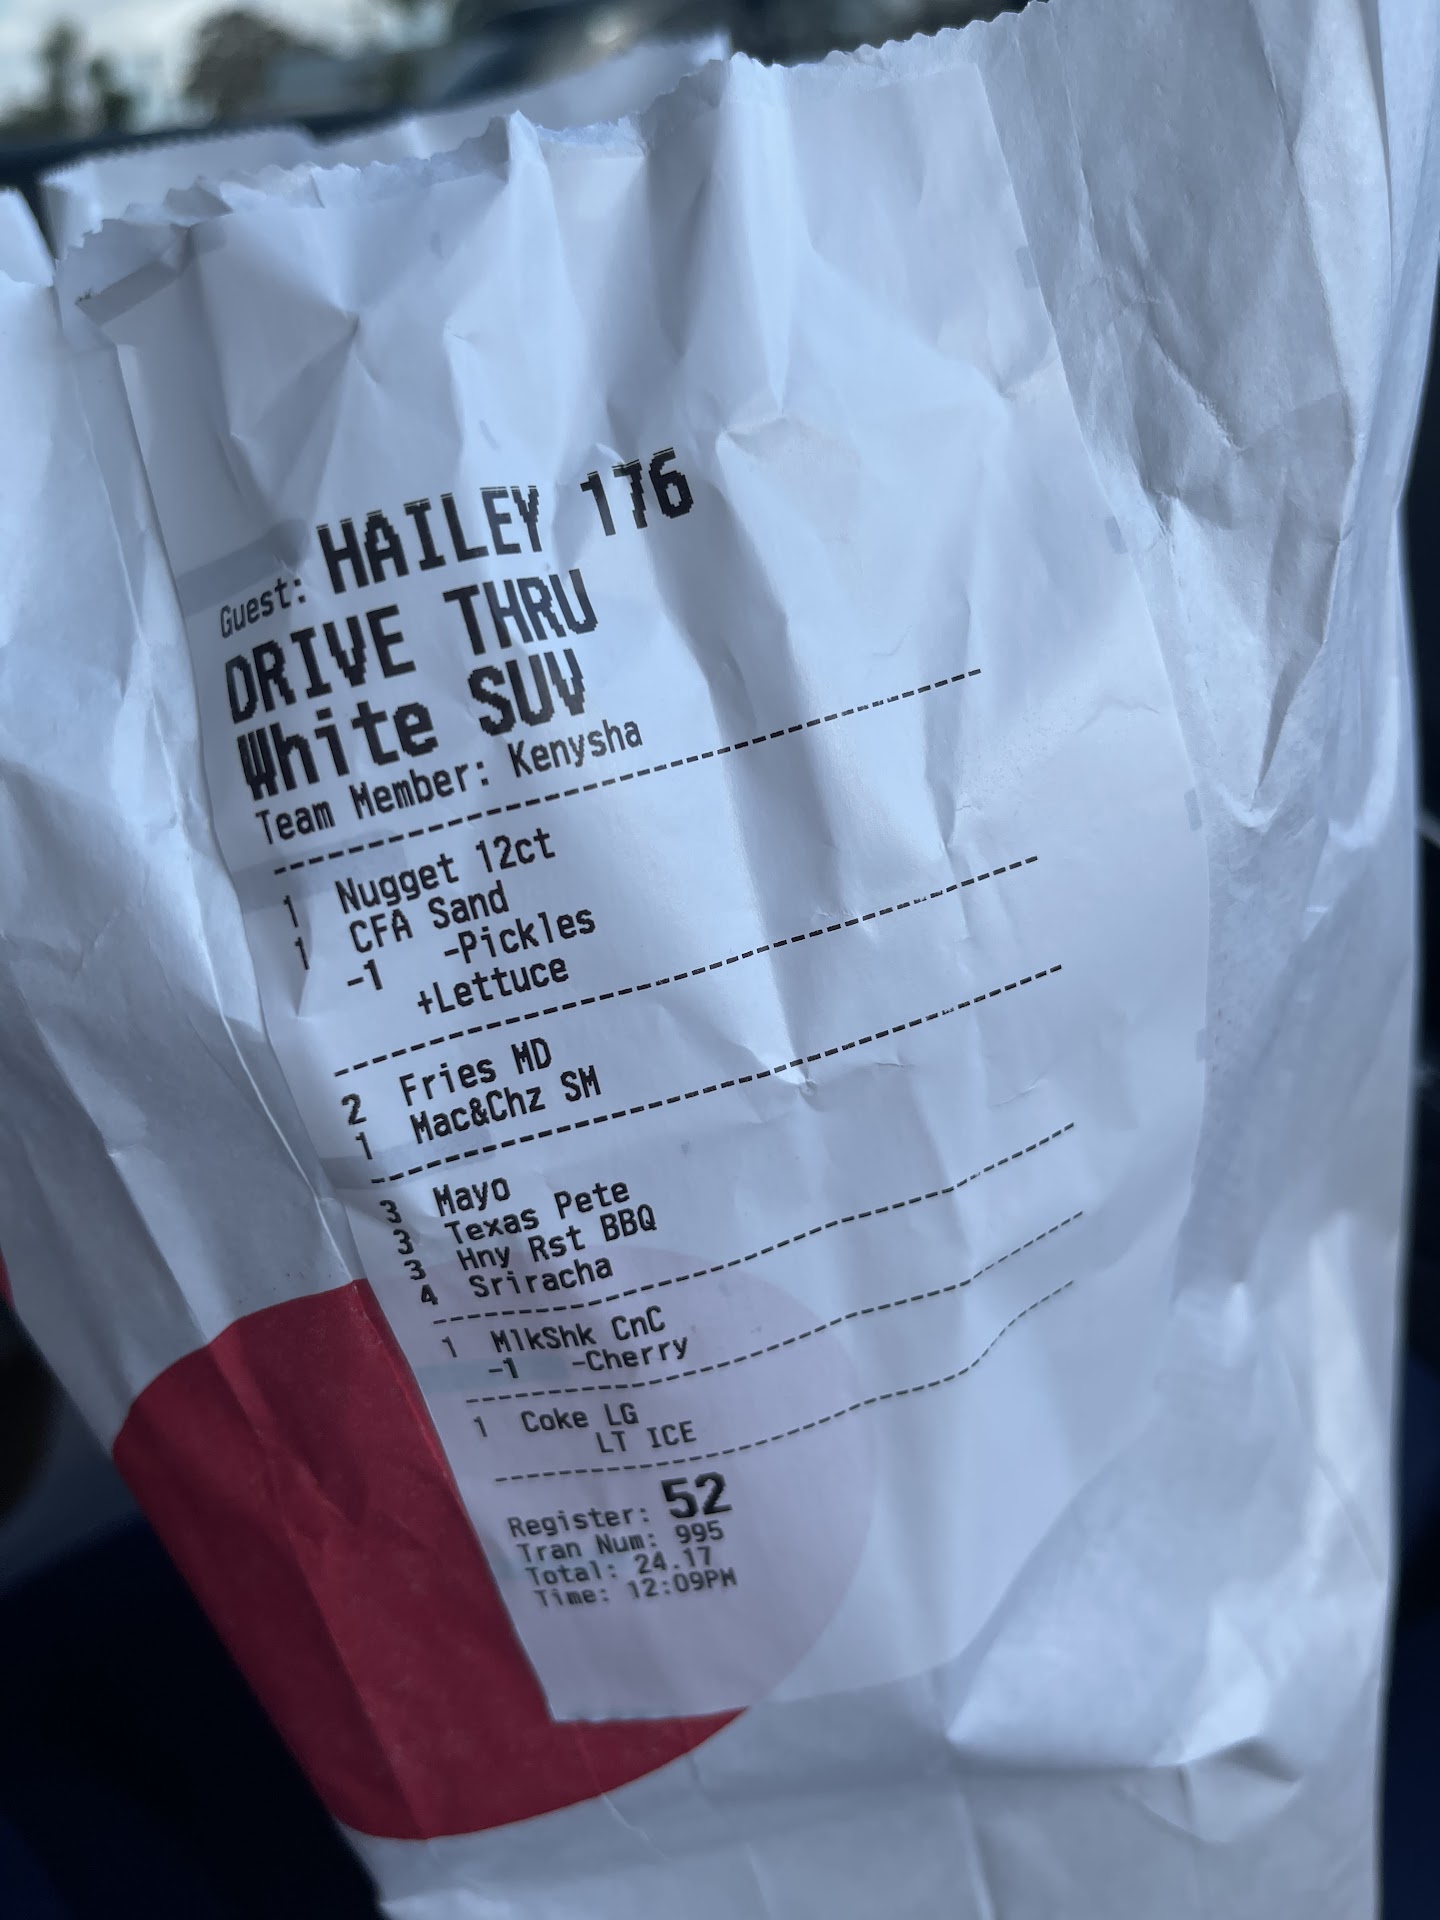 Guest: HAILEY 176
DRIVE THRU
White SUV
Team Member: Kenysha
1 Nugget 12ct
1 CFA Sand
-1 -Pickles
+Lettuce
2 Fries MD
1 Mac&Chz SM
3 Mayo
3 Texas Pete
3 Hny Rst BBQ
4 Sriracha
1 MlkShk CnC
-1 -Cherry
1 Coke LG
LT ICE
Register: 52
Tran Num: 995
Total: 24.17
Time: 12:09PM